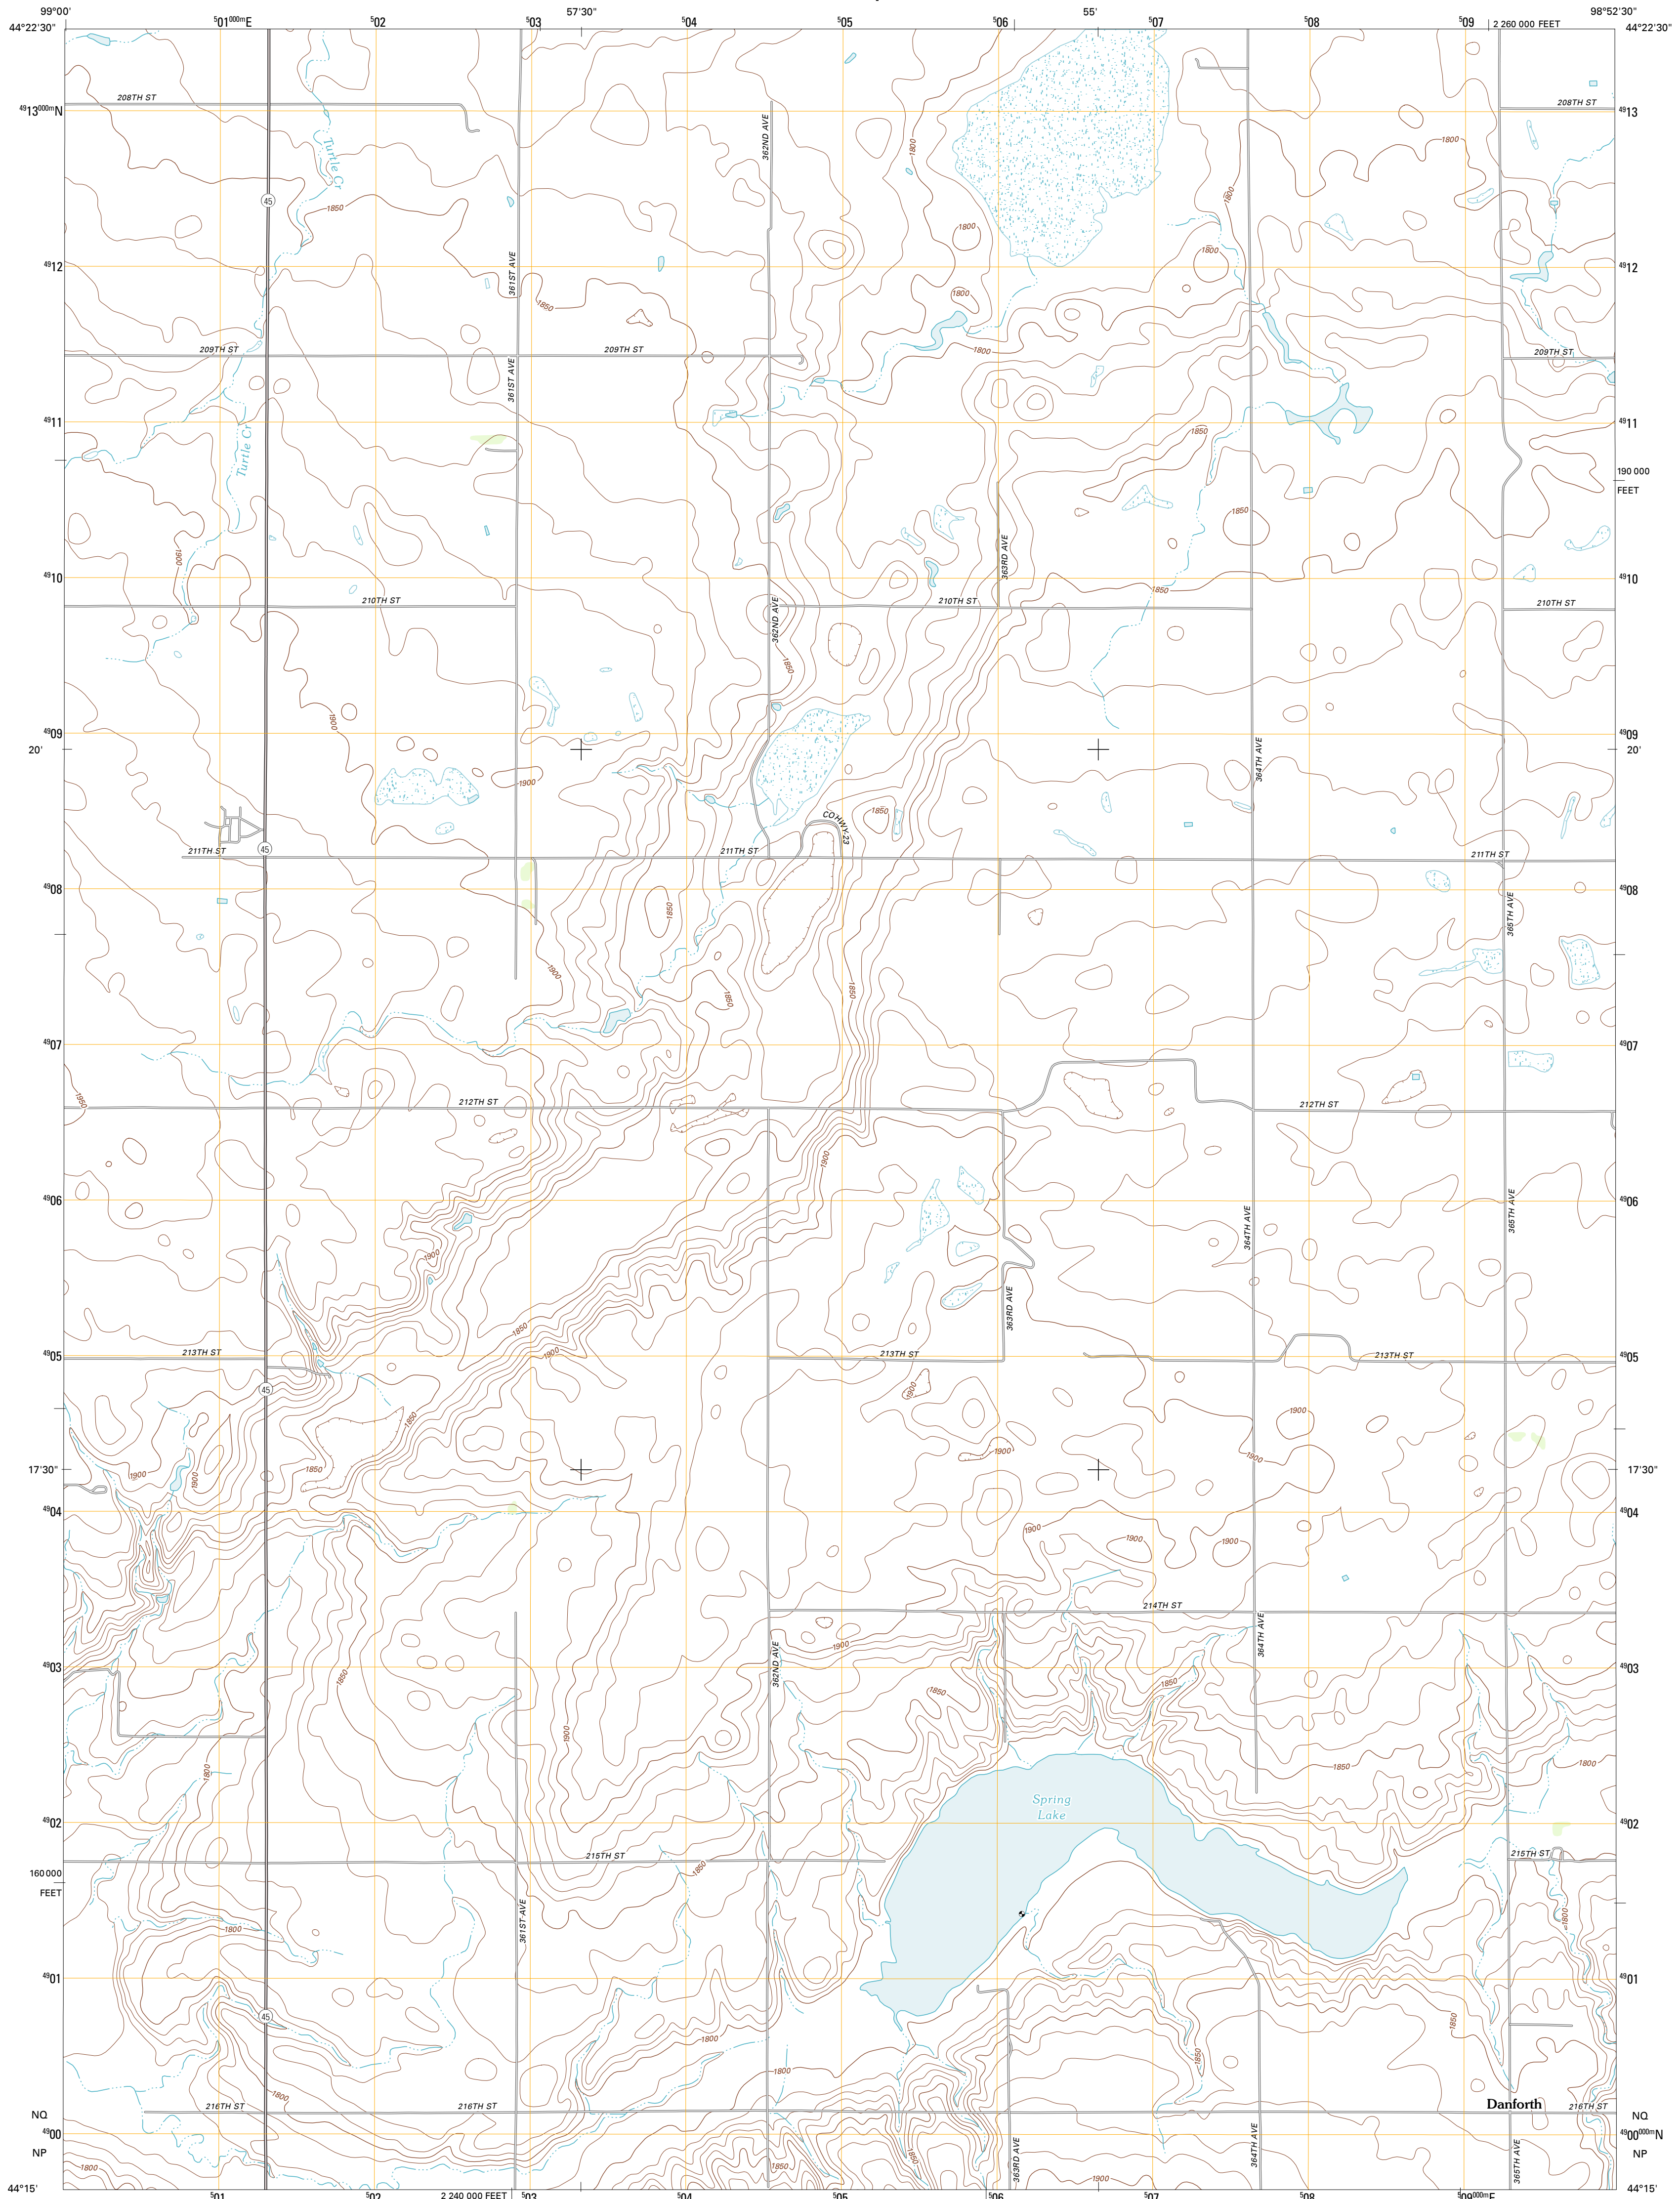 99°00'
⁵01⁰⁰⁰ᵐE
⁵02
⁵03
57'30"
⁵04
⁵05
⁵06
55'
⁵07
⁵08
⁵09
2 260 000 FEET
98°52'30"
44°22'30"
44°22'30"
208TH ST
208TH ST
⁴⁹13⁰⁰⁰ᵐN
⁴⁹13
362ND AVE
Turtle Cr
1800
1800
45
1850
1800
1800
1800
361ST AVE
⁴⁹12
⁴⁹12
1850
1800
209TH ST
209TH ST
1800
209TH ST
361ST AVE
⁴⁹11
⁴⁹11
Turtle Cr
1850
190 000
FEET
1850
1900
363RD AVE
⁴⁹10
⁴⁹10
1850
210TH ST
362ND AVE
210TH ST
210TH ST
1850
1900
⁴⁹09
⁴⁹09
20'
20'
364TH AVE
1900
1850
CO HWY 23
45
211TH ST
211TH ST
211TH ST
⁴⁹08
⁴⁹08
1850
365TH AVE
1900
1850
1850
⁴⁹07
⁴⁹07
1950
212TH ST
212TH ST
1900
⁴⁹06
⁴⁹06
364TH AVE
365TH AVE
1900
363RD AVE
1850
213TH ST
1900
213TH ST
213TH ST
⁴⁹05
⁴⁹05
45
1900
1850
1900
1900
1900
17'30"
1900
1900
1850
17'30"
⁴⁹04
⁴⁹04
1900
1900
1900
214TH ST
1900
362ND AVE
364TH AVE
⁴⁹03
⁴⁹03
1850
1850
1850
1900
1800
1850
1800
Spring
Lake
⁴⁹02
⁴⁹02
215TH ST
215TH ST
1850
160 000
FEET
361ST AVE
1800
1800
⁴⁹01
⁴⁹01
45
1850
1800
1850
1800
1800
216TH ST
216TH ST
Danforth
216TH ST
NQ
NQ
⁴⁹00
⁴⁹00⁰⁰⁰ᵐN
NP
NP
1800
1850
1850
1900
363RD AVE
364TH AVE
365TH AVE
44°15'
44°15'
⁵01
⁵02
2 240 000 FEET
⁵03
⁵04
⁵05
⁵06
⁵07
⁵08
⁵09⁰⁰⁰ᵐE